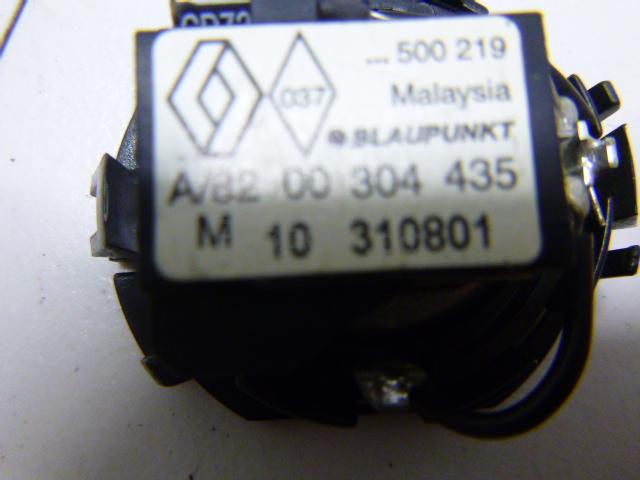 ... 500 219
037 Malaysia
BLAUPUNKT
A/82 00 304 435
M 10 310801